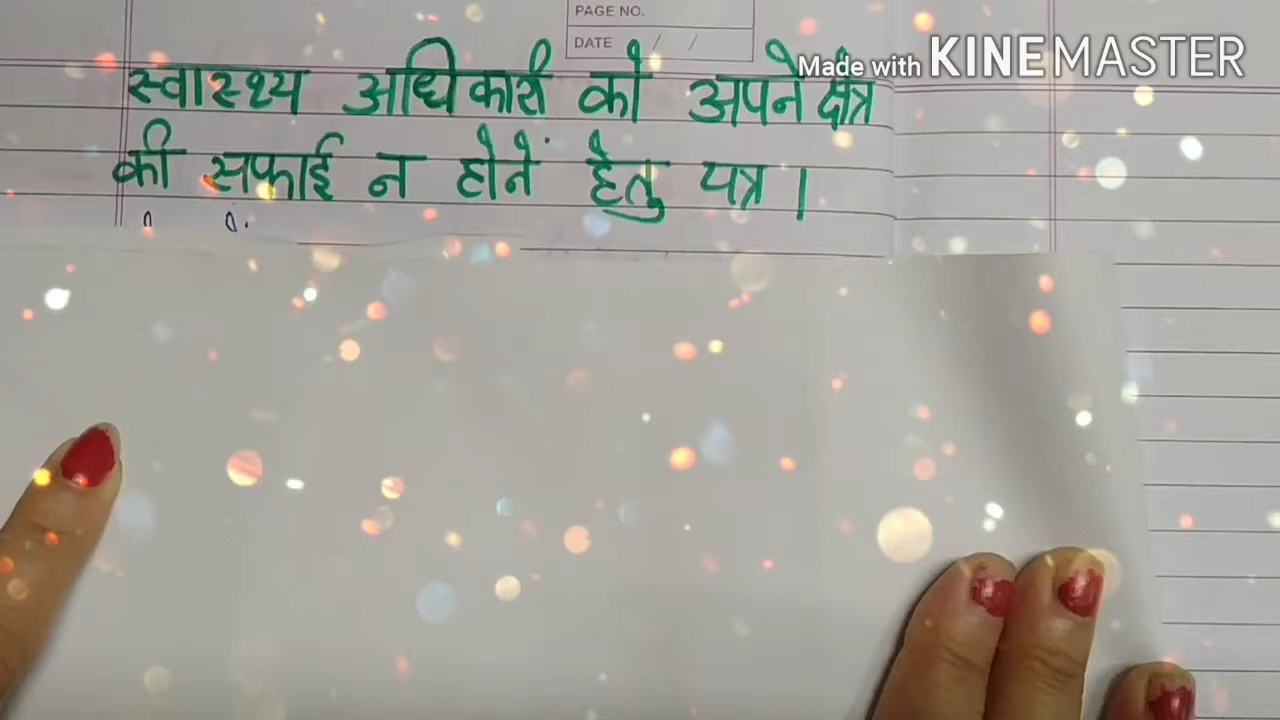 PAGE NO.
DATE / /
Made with KINEMASTER
स्वास्थ्य अधिकारी को अपने क्षेत्र
की सफाई न होनें हेतु पत्र ।